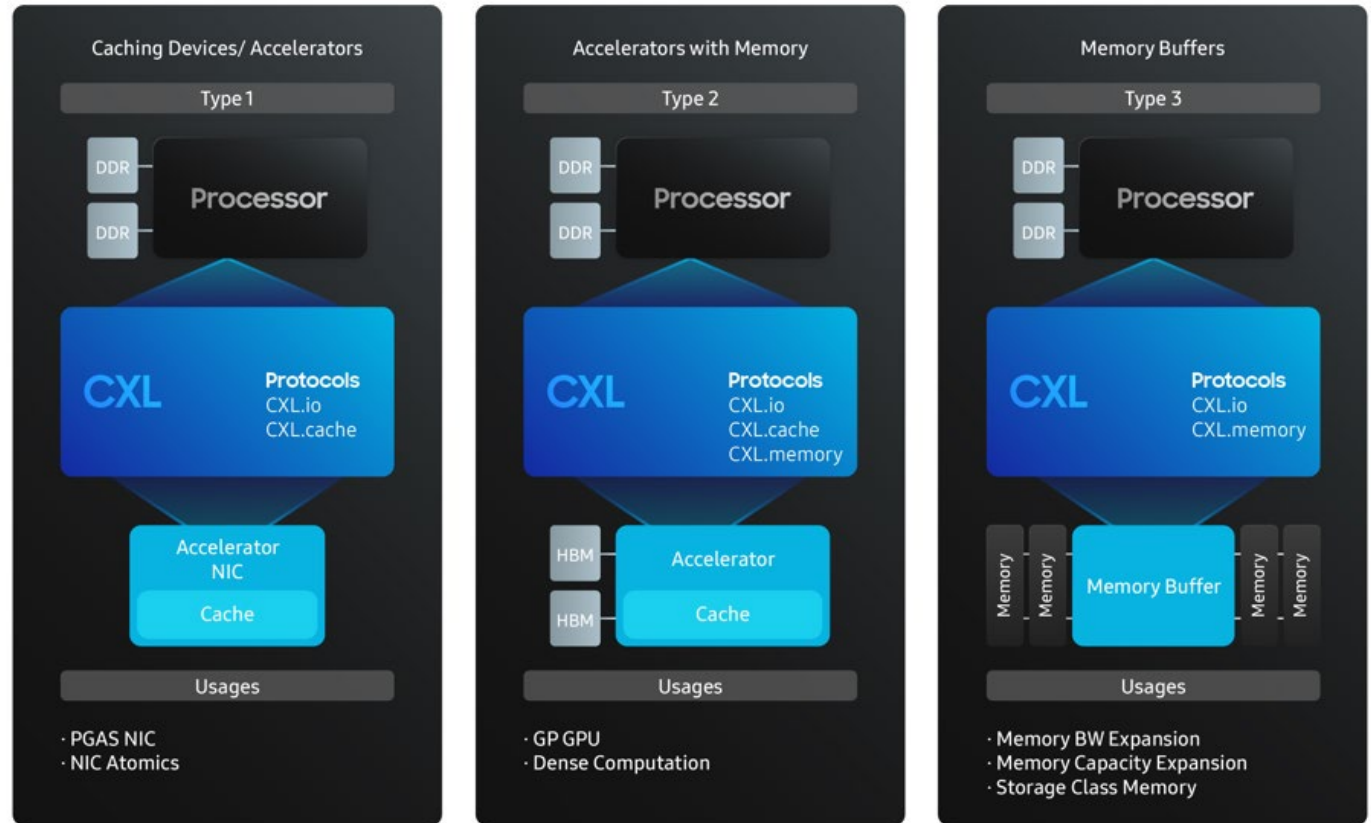 Caching Devices/ Accelerators
Type 1
DDR
DDR
Processor
CXL
Protocols
CXL.io
CXL.cache
Accelerator
NIC
Cache
Usages
· PGAS NIC
· NIC Atomics
Accelerators with Memory
Type 2
DDR
DDR
Processor
CXL
Protocols
CXL.io
CXL.cache
CXL.memory
HBM
HBM
Accelerator
Cache
Usages
· GP GPU
· Dense Computation
Memory Buffers
Type 3
DDR
DDR
Processor
CXL
Protocols
CXL.io
CXL.memory
Memory
Memory
Memory Buffer
Memory
Memory
Usages
· Memory BW Expansion
· Memory Capacity Expansion
· Storage Class Memory